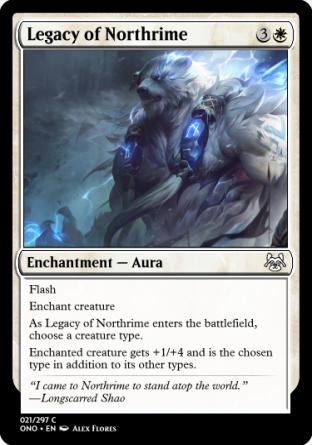 Legacy of Northrime 3
Enchantment — Aura
Flash
Enchant creature
As Legacy of Northrime enters the battlefield,
choose a creature type.
Enchanted creature gets +1/+4 and is the chosen
type in addition to its other types.
“I came to Northrime to stand atop the world.”
—Longscarred Shao
021/297 C
ONO • EN Alex Flores